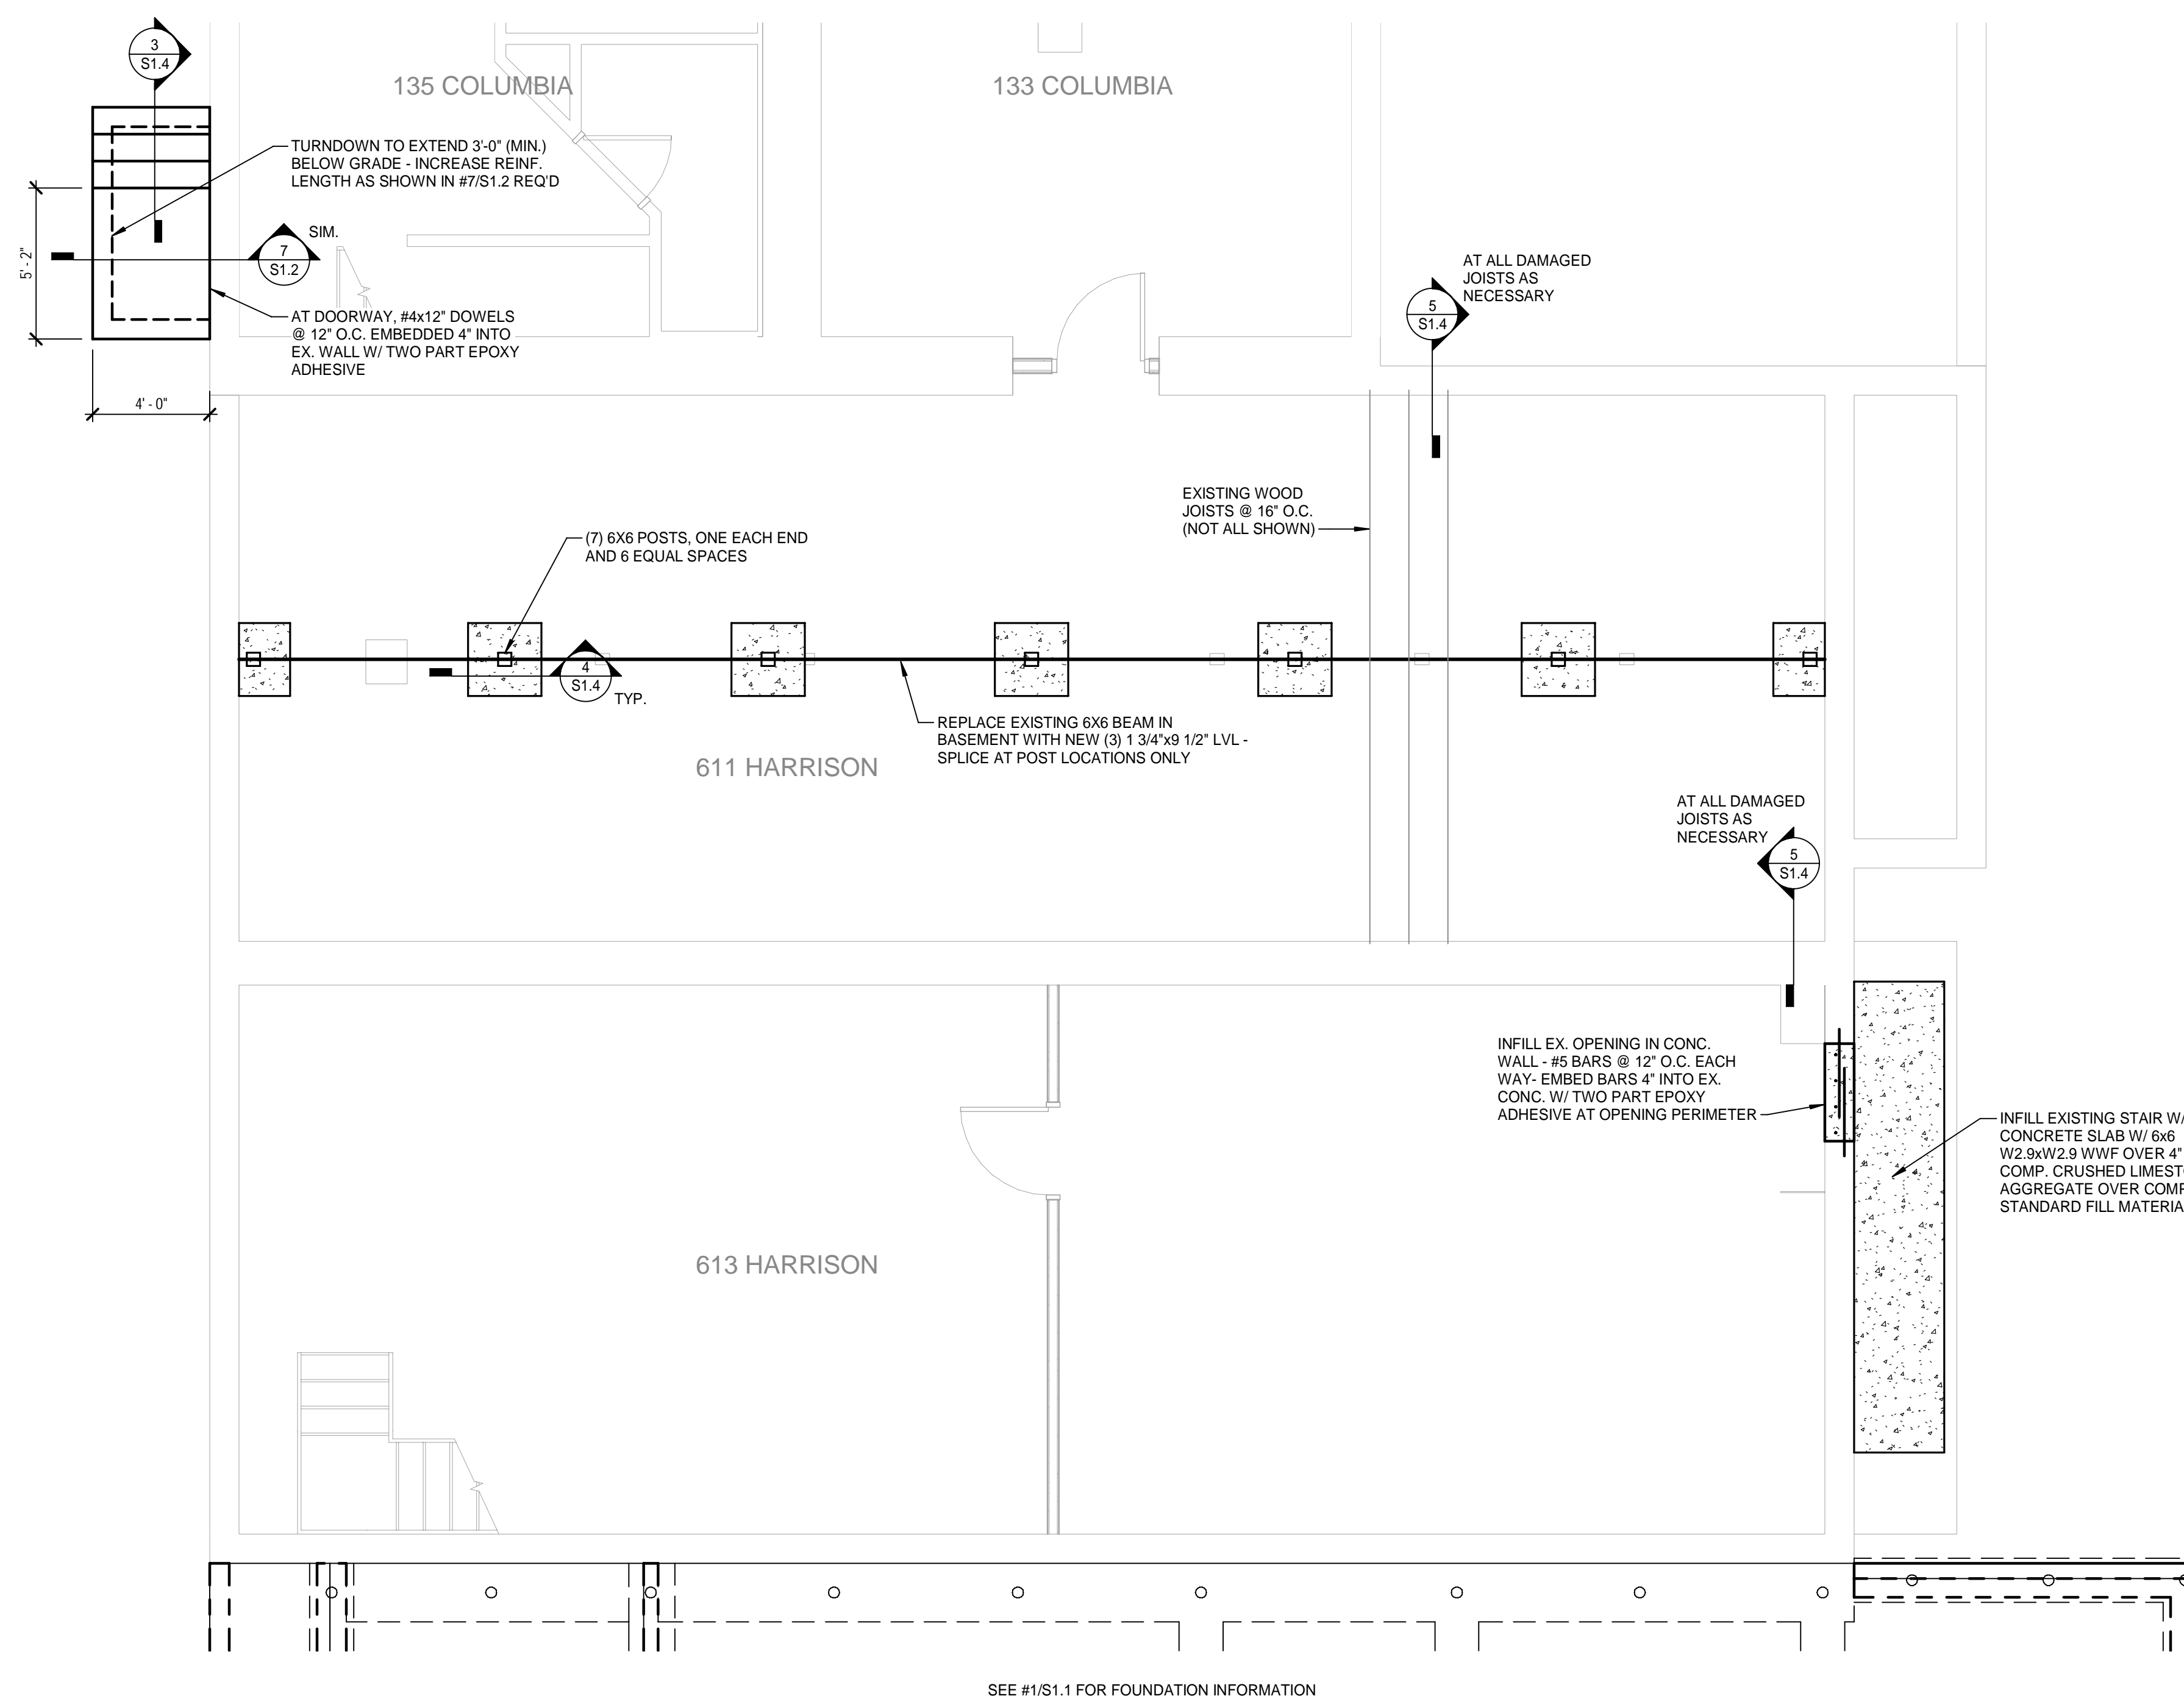 3
S1.4
135 COLUMBIA
133 COLUMBIA
TURNDOWN TO EXTEND 3'-0" (MIN.)
BELOW GRADE - INCREASE REINF.
LENGTH AS SHOWN IN #7/S1.2 REQ'D
5' - 2"
SIM.
7
S1.2
AT DOORWAY, #4x12" DOWELS
@ 12" O.C. EMBEDDED 4" INTO
EX. WALL W/ TWO PART EPOXY
ADHESIVE
4' - 0"
AT ALL DAMAGED
JOISTS AS
NECESSARY
5
S1.4
EXISTING WOOD
JOISTS @ 16" O.C.
(NOT ALL SHOWN)
(7) 6X6 POSTS, ONE EACH END
AND 6 EQUAL SPACES
4
S1.4
TYP.
REPLACE EXISTING 6X6 BEAM IN
BASEMENT WITH NEW (3) 1 3/4"x9 1/2" LVL -
SPLICE AT POST LOCATIONS ONLY
611 HARRISON
AT ALL DAMAGED
JOISTS AS
NECESSARY
5
S1.4
INFILL EX. OPENING IN CONC.
WALL - #5 BARS @ 12" O.C. EACH
WAY- EMBED BARS 4" INTO EX.
CONC. W/ TWO PART EPOXY
ADHESIVE AT OPENING PERIMETER
INFILL EXISTING STAIR W/
CONCRETE SLAB W/ 6x6
W2.9xW2.9 WWF OVER 4"
COMP. CRUSHED LIMEST
AGGREGATE OVER COMP
STANDARD FILL MATERIA
613 HARRISON
SEE #1/S1.1 FOR FOUNDATION INFORMATION